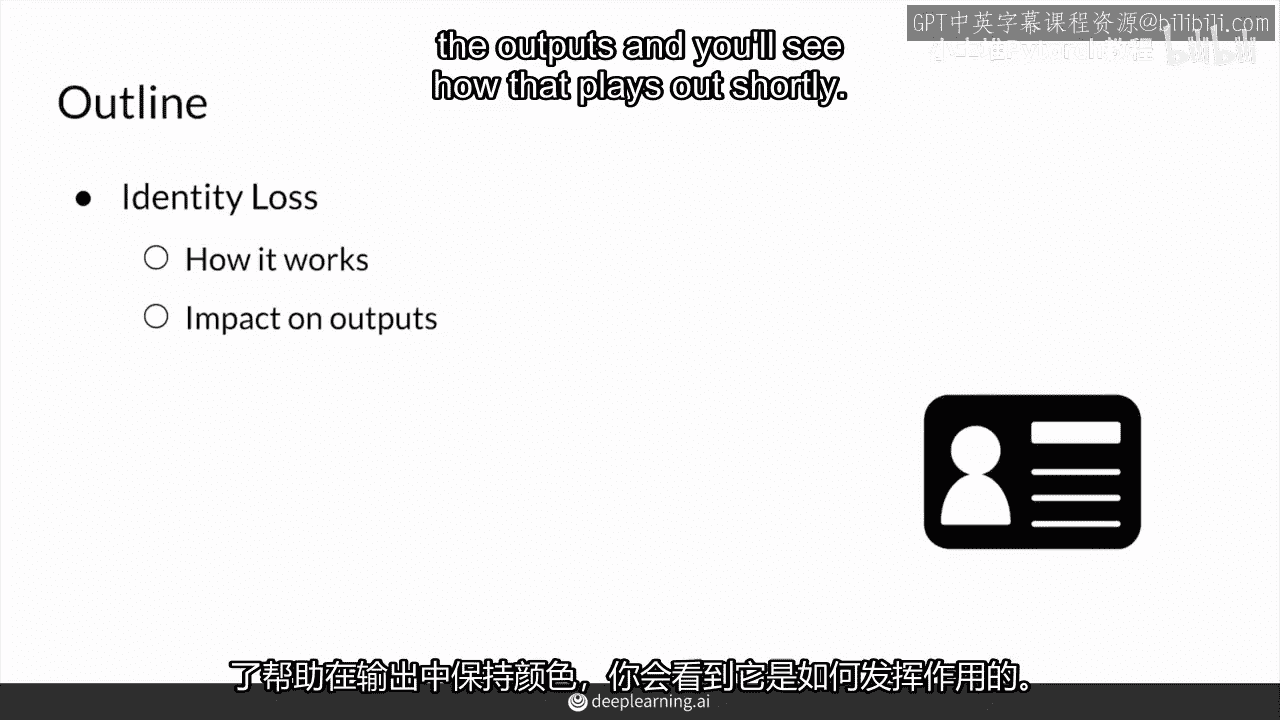 GPT中英字幕课程资源@bilibili.com
the outputs and you'll see
how that plays out shortly.
Outline
● Identity Loss
○ How it works
○ Impact on outputs
了帮助在输出中保持颜色，你会看到它是如何发挥作用的。
deeplearning.ai